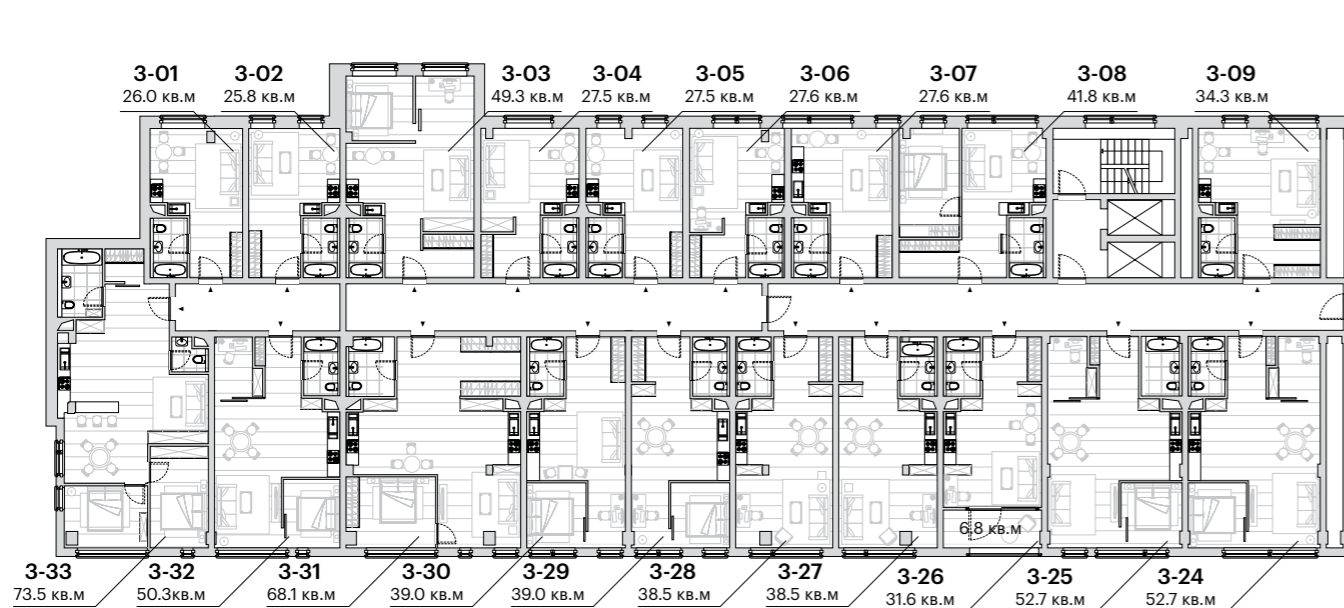 3-01
26.0 кв.м
3-02
25.8 кв.м
3-03
49.3 кв.м
3-04
27.5 кв.м
3-05
27.5 кв.м
3-06
27.6 кв.м
3-07
27.6 кв.м
3-08
41.8 кв.м
3-09
34.3 кв.м
6.8 кв.м
3-33
73.5 кв.м
3-32
50.3кв.м
3-31
68.1 кв.м
3-30
39.0 кв.м
3-29
39.0 кв.м
3-28
38.5 кв.м
3-27
38.5 кв.м
3-26
31.6 кв.м
3-25
52.7 кв.м
3-24
52.7 кв.м